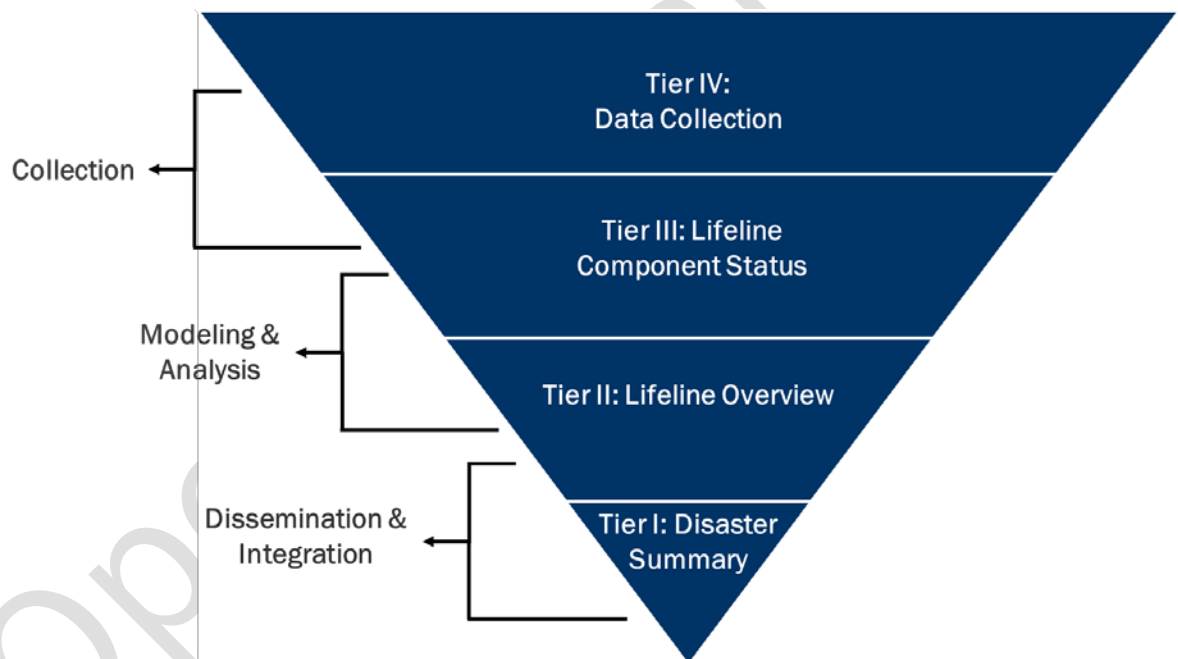 Tier IV:
Data Collection
Collection
Tier III: Lifeline
Component Status
Modeling &
Analysis
Tier II: Lifeline Overview
Dissemination &
Integration
Tier I: Disaster
Summary
Ope